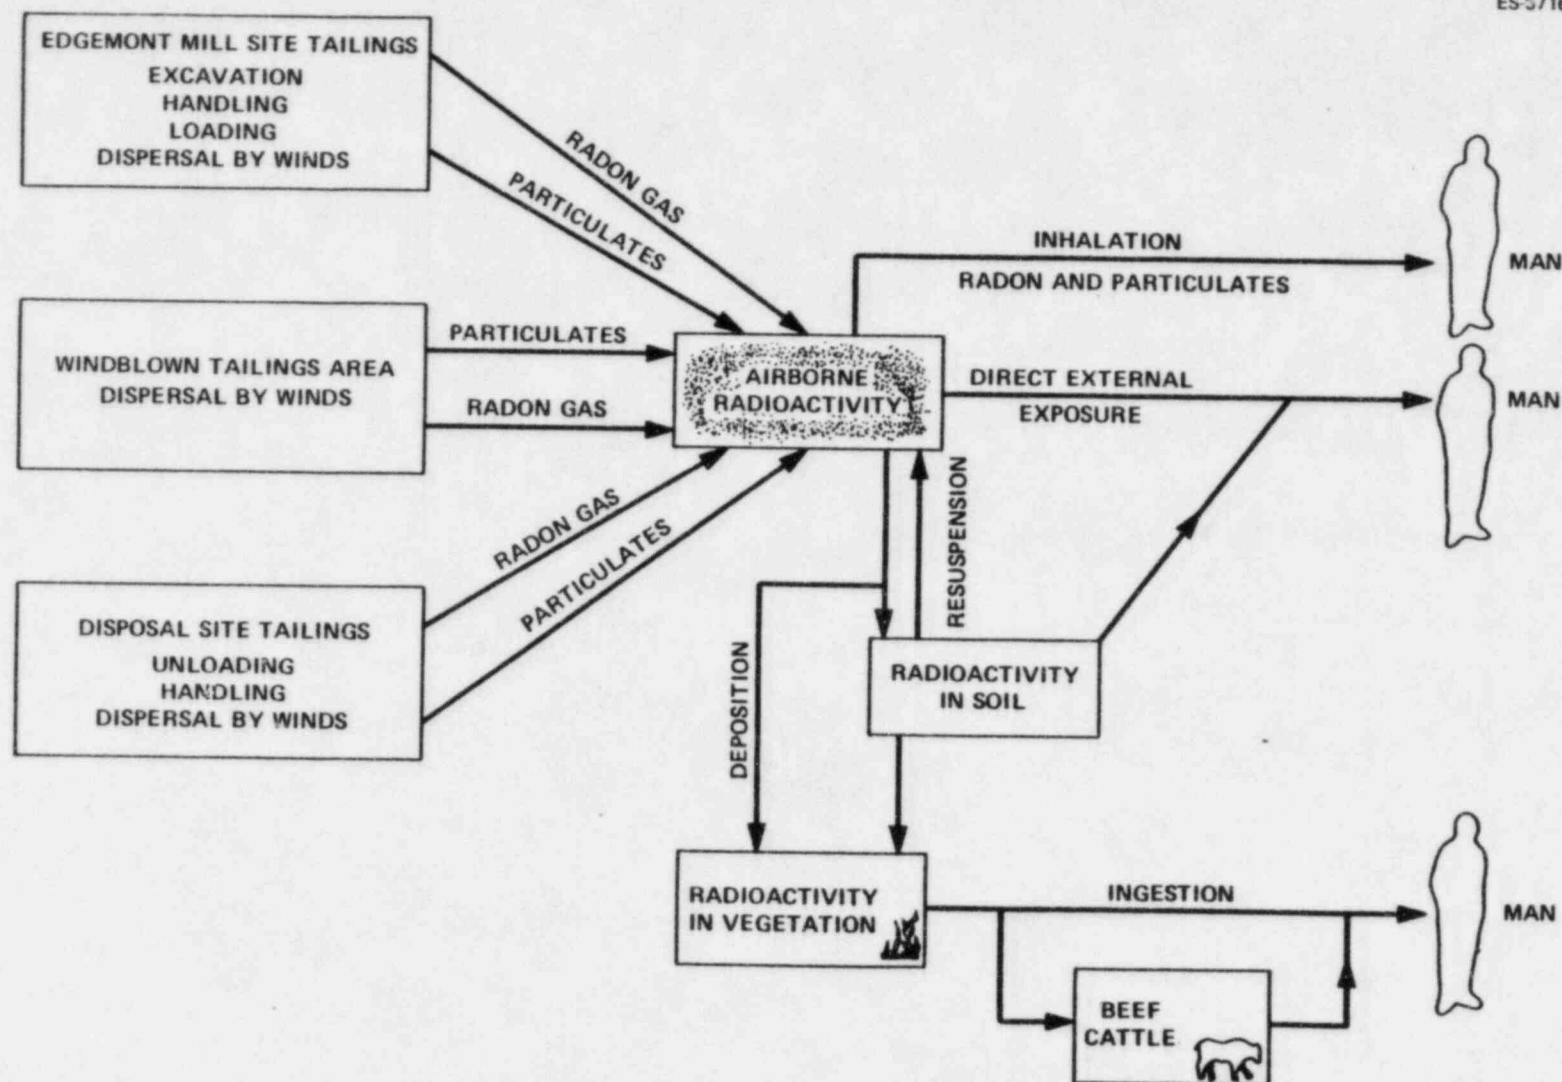 EDGEMONT MILL SITE TAILINGS
EXCAVATION
HANDLING
LOADING
DISPERSAL BY WINDS
RADON GAS
PARTICULATES
WINDBLOWN TAILINGS AREA
DISPERSAL BY WINDS
PARTICULATES
RADON GAS
DISPOSAL SITE TAILINGS
UNLOADING
HANDLING
DISPERSAL BY WINDS
RADON GAS
PARTICULATES
AIRBORNE
RADIOACTIVITY
INHALATION
RADON AND PARTICULATES
MAN
DIRECT EXTERNAL
EXPOSURE
MAN
RESUSPENSION
DEPOSITION
RADIOACTIVITY
IN SOIL
RADIOACTIVITY
IN VEGETATION
INGESTION
MAN
BEEF
CATTLE